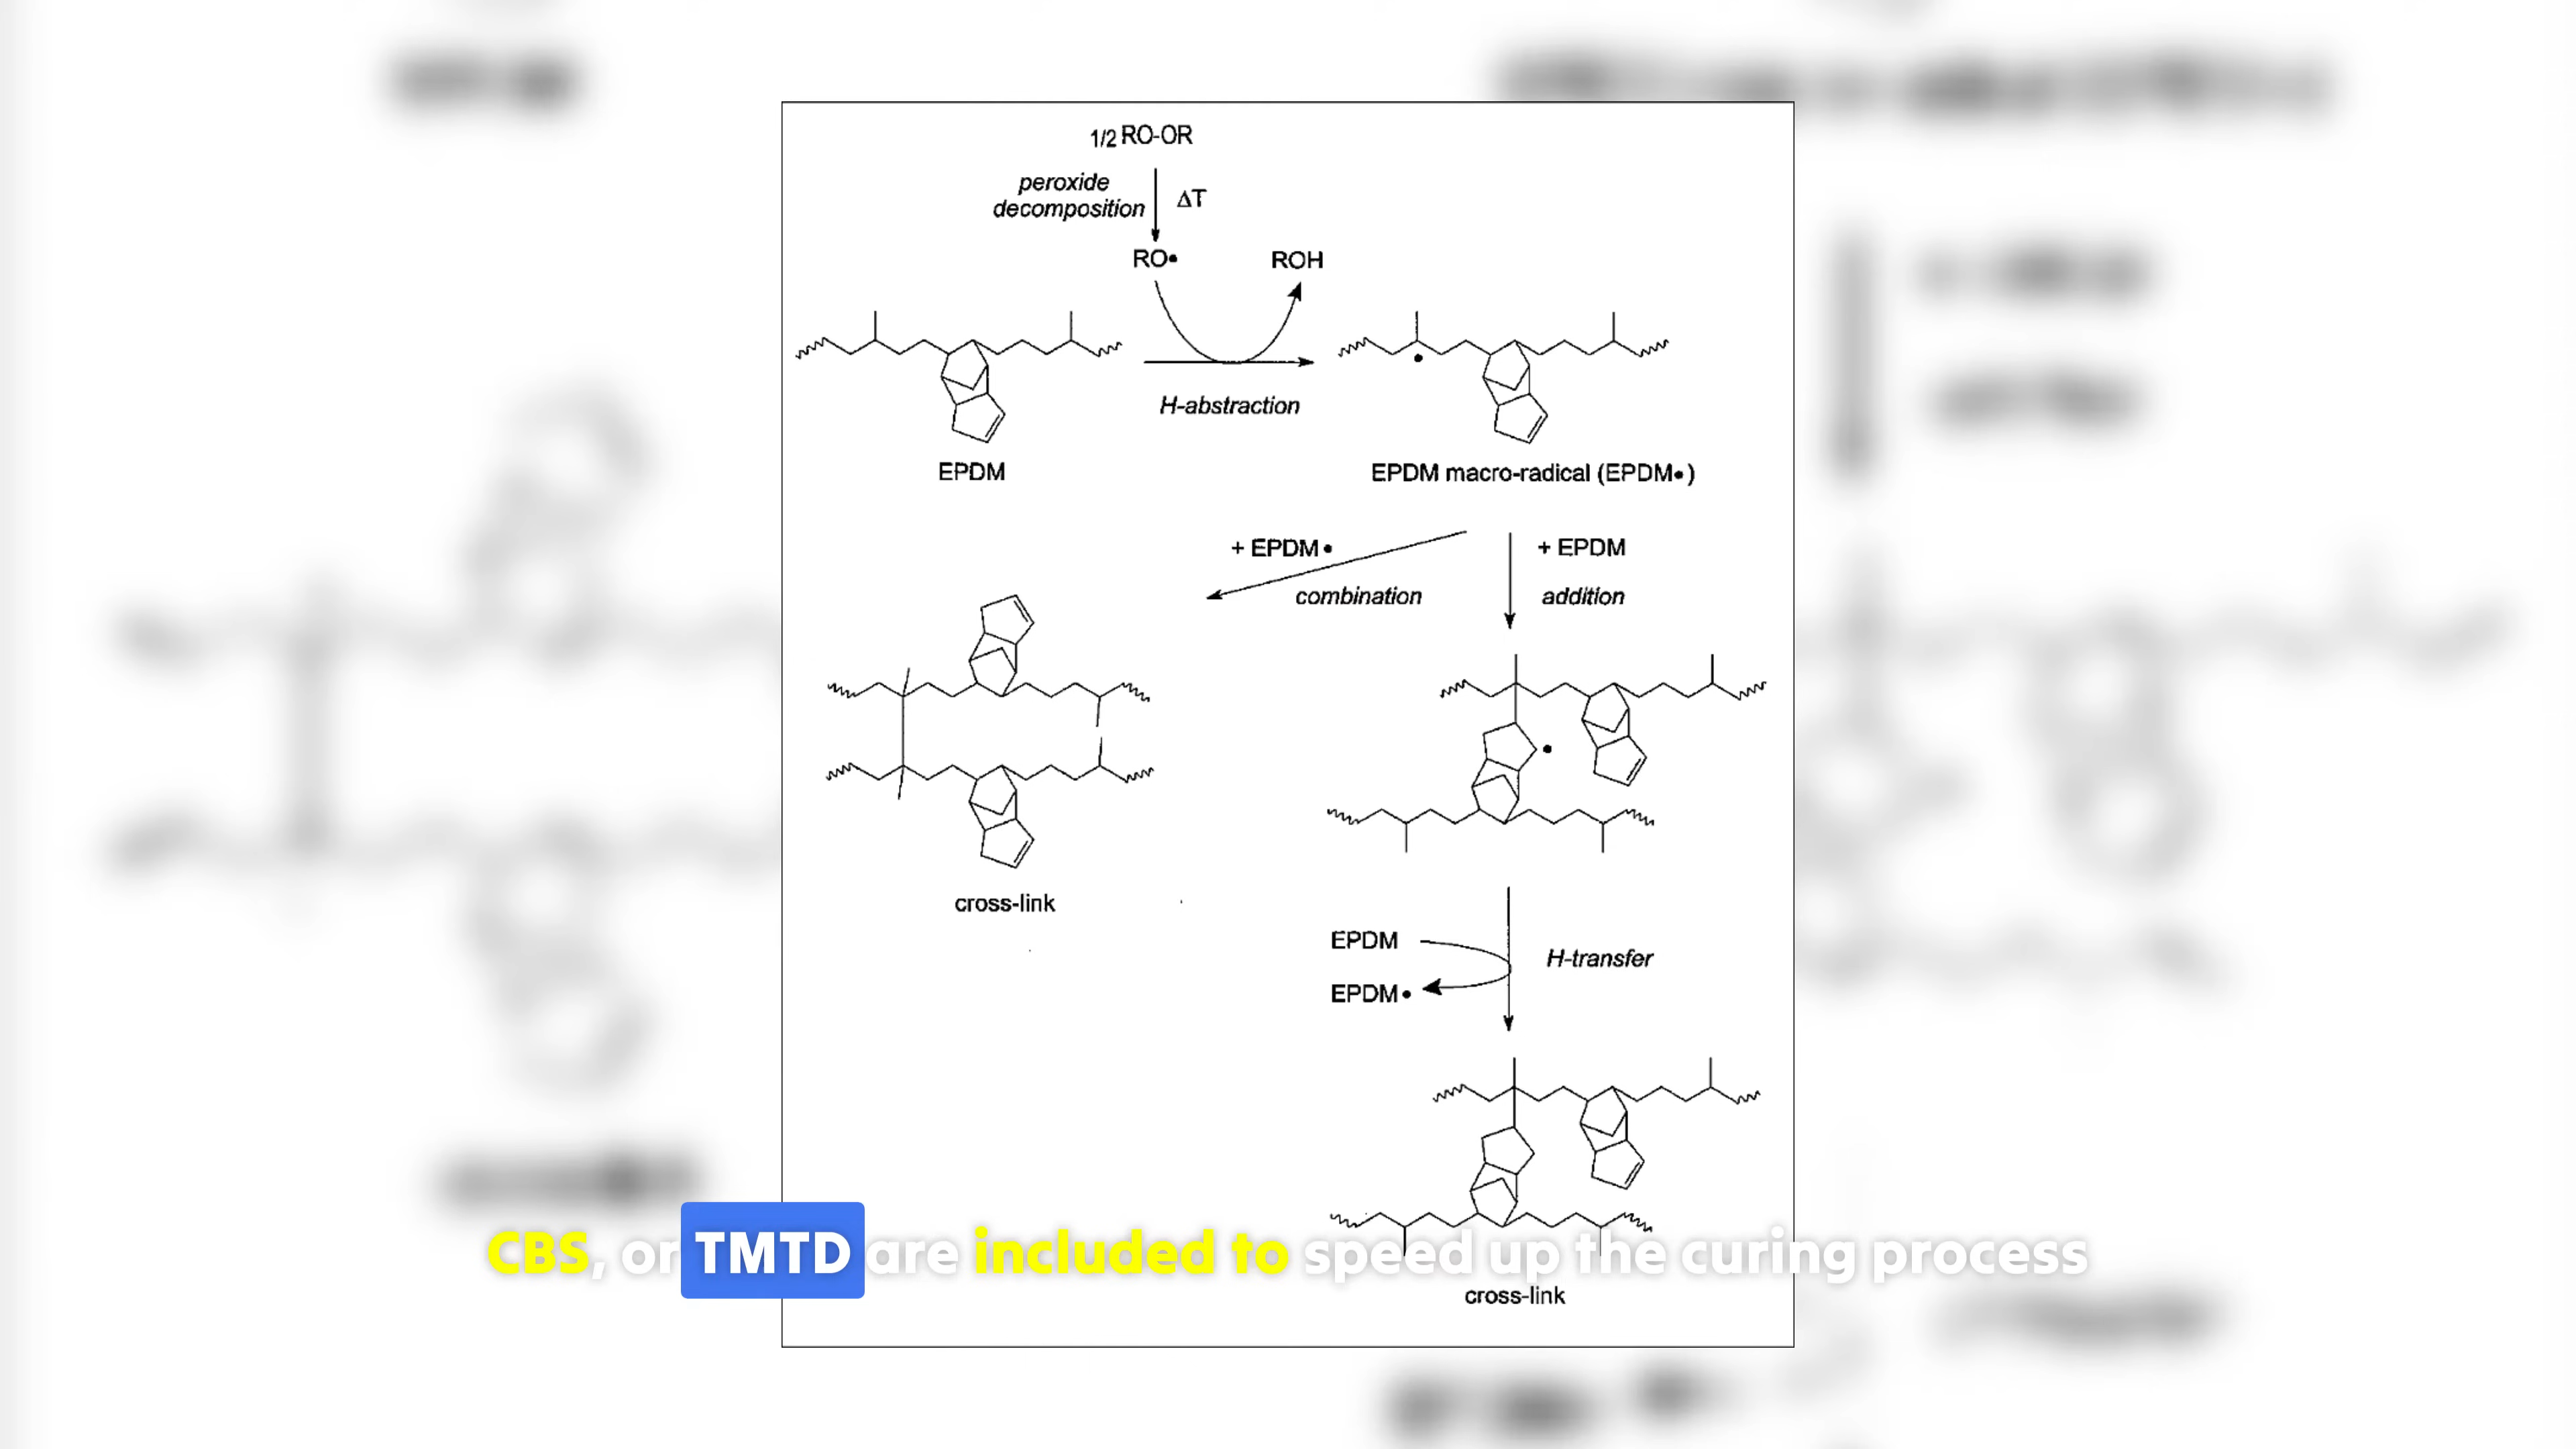 1/2 RO-OR
peroxide
decomposition
ΔT
RO•
ROH
H-abstraction
EPDM
EPDM macro-radical (EPDM•)
+ EPDM•
combination
+ EPDM
addition
cross-link
EPDM
EPDM•
H-transfer
CBS, or TMTD are included to speed up the curing process
cross-link